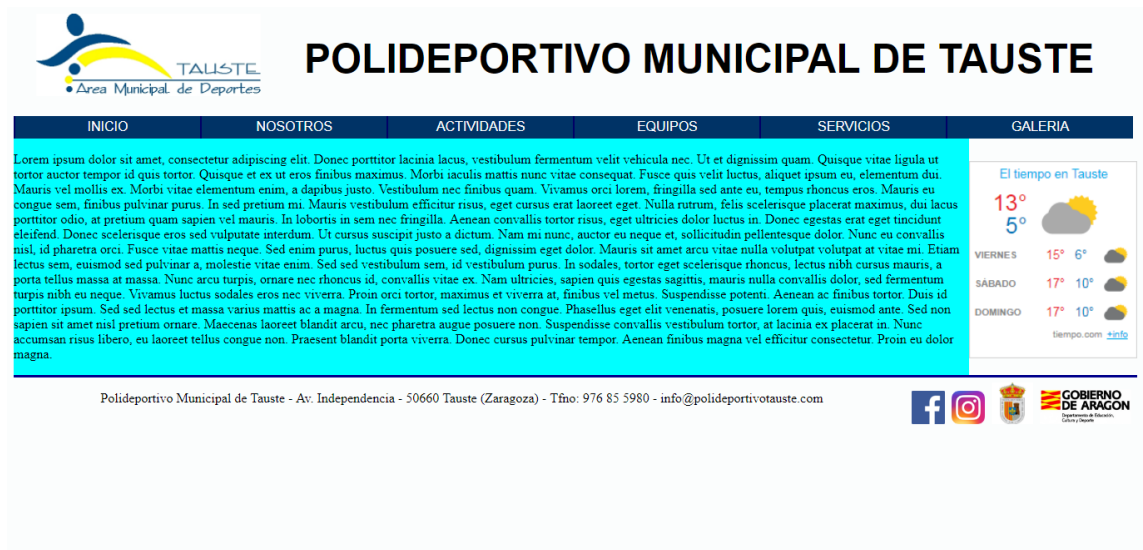 TAUSTE
Area Municipal de Deportes
POLIDEPORTIVO MUNICIPAL DE TAUSTE
INICIO NOSOTROS ACTIVIDADES EQUIPOS SERVICIOS GALERIA
Lorem ipsum dolor sit amet, consectetur adipiscing elit. Donec porttitor lacinia lacus, vestibulum fermentum velit vehicula nec. Ut et dignissim quam. Quisque vitae ligula ut
tortor auctor tempor id quis tortor. Quisque et ex ut eros finibus maximus. Morbi iaculis mattis nunc vitae consequat. Fusce quis velit luctus, aliquet ipsum eu, elementum dui.
Mauris vel mollis ex. Morbi vitae elementum enim, a dapibus justo. Vestibulum nec finibus quam. Vivamus orci lorem, fringilla sed ante eu, tempus rhoncus eros. Mauris eu
congue sem, finibus pulvinar purus. In sed pretium mi. Mauris vestibulum efficitur risus, eget cursus erat laoreet eget. Nulla rutrum, felis scelerisque placerat maximus, dui lacus
porttitor odio, at pretium quam sapien vel mauris. In lobortis in sem nec fringilla. Aenean convallis tortor risus, eget ultricies dolor luctus in. Donec egestas erat eget tincidunt
eleifend. Donec scelerisque eros sed vulputate interdum. Ut cursus suscipit justo a dictum. Nam mi nunc, auctor eu neque et, sollicitudin pellentesque dolor. Nunc eu convallis
nisl, id pharetra orci. Fusce vitae mattis neque. Sed enim purus, luctus quis posuere sed, dignissim eget dolor. Mauris sit amet arcu vitae nulla volutpat volutpat at vitae mi. Etiam
lectus sem, euismod sed pulvinar a, molestie vitae enim. Sed sed vestibulum sem, id vestibulum purus. In sodales, tortor eget scelerisque rhoncus, lectus nibh cursus mauris, a
porta tellus massa at massa. Nunc arcu turpis, ornare nec rhoncus id, convallis vitae ex. Nam ultricies, sapien quis egestas sagittis, mauris nulla convallis dolor, sed fermentum
turpis nibh eu neque. Vivamus luctus sodales eros nec viverra. Proin orci tortor, maximus et viverra at, finibus vel metus. Suspendisse potenti. Aenean ac finibus tortor. Duis id
porttitor ipsum. Sed sed lectus et massa varius mattis ac a magna. In fermentum sed lectus non congue. Phasellus eget elit venenatis, posuere lorem quis, euismod ante. Sed non
sapien sit amet nisl pretium ornare. Maecenas laoreet blandit arcu, nec pharetra augue posuere non. Suspendisse convallis vestibulum tortor, at lacinia ex placerat in. Nunc
accumsan risus libero, eu laoreet tellus congue non. Praesent blandit porta viverra. Donec cursus pulvinar tempor. Aenean finibus magna vel efficitur consectetur. Proin eu dolor
magna.
El tiempo en Tauste
13°
5°
VIERNES 15° 6°
SÁBADO 17° 10°
DOMINGO 17° 10°
tiempo.com +info
Polideportivo Municipal de Tauste - Av. Independencia - 50660 Tauste (Zaragoza) - Tfno: 976 85 5980 - info@polideportivotauste.com
GOBIERNO
DE ARAGON
Departamento de Educación,
Cultura y Deporte